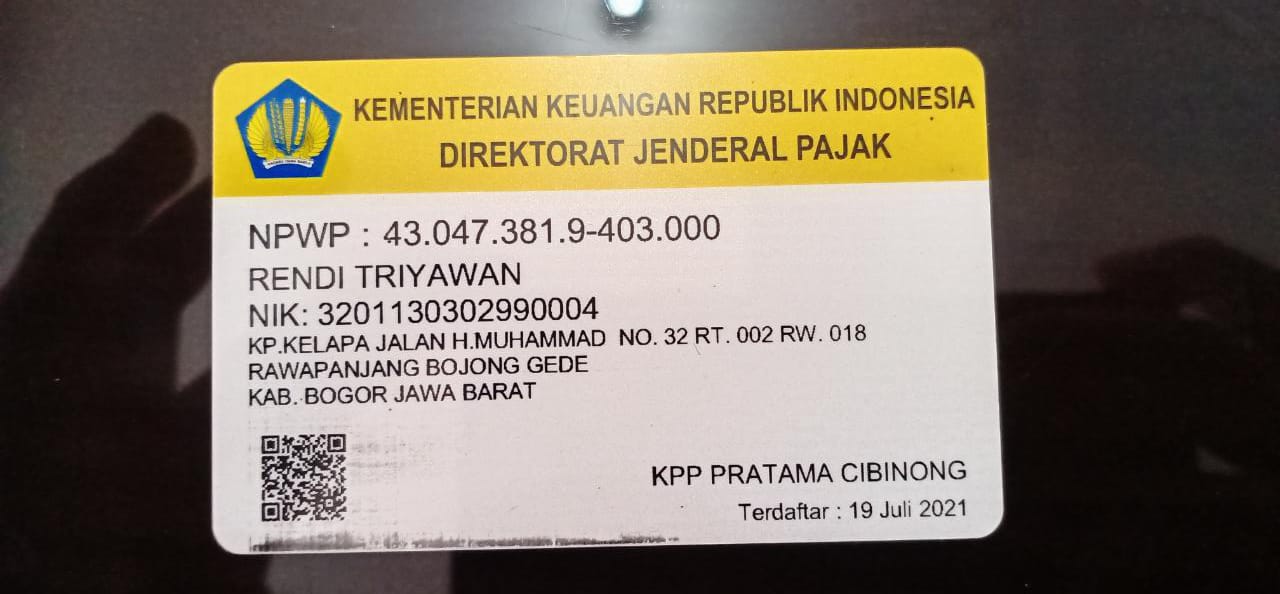 KEMENTERIAN KEUANGAN REPUBLIK INDONESIA
DIREKTORAT JENDERAL PAJAK
NPWP : 43.047.381.9-403.000
RENDI TRIYAWAN
NIK: 3201130302990004
KP.KELAPA JALAN H.MUHAMMAD NO. 32 RT. 002 RW. 018
RAWAPANJANG BOJONG GEDE
KAB. BOGOR JAWA BARAT
KPP PRATAMA CIBINONG
Terdaftar : 19 Juli 2021